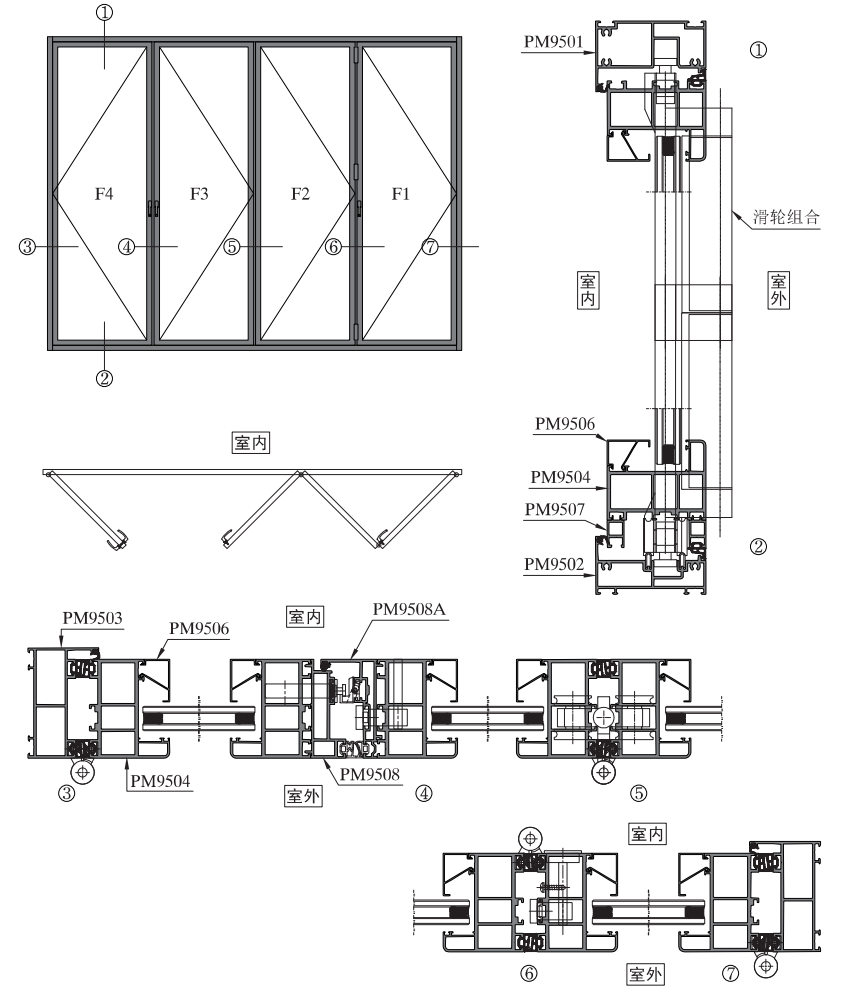 ①
F4
F3
F2
F1
③
④
⑤
⑥
⑦
②
PM9501
①
滑轮组合
室内
室外
PM9506
PM9504
PM9507
PM9502
②
室内
室内
PM9503
PM9506
PM9508A
PM9504
PM9508
③
室外
④
⑤
室内
⑥
室外
⑦